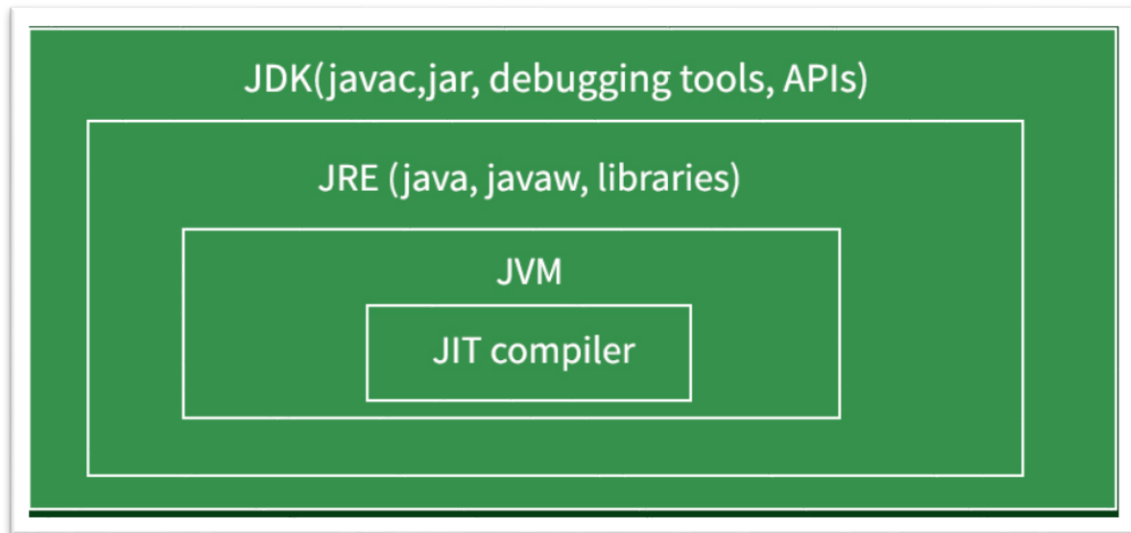 JDK(javac,jar, debugging tools, APIs)
JRE (java, javaw, libraries)
JVM
JIT compiler